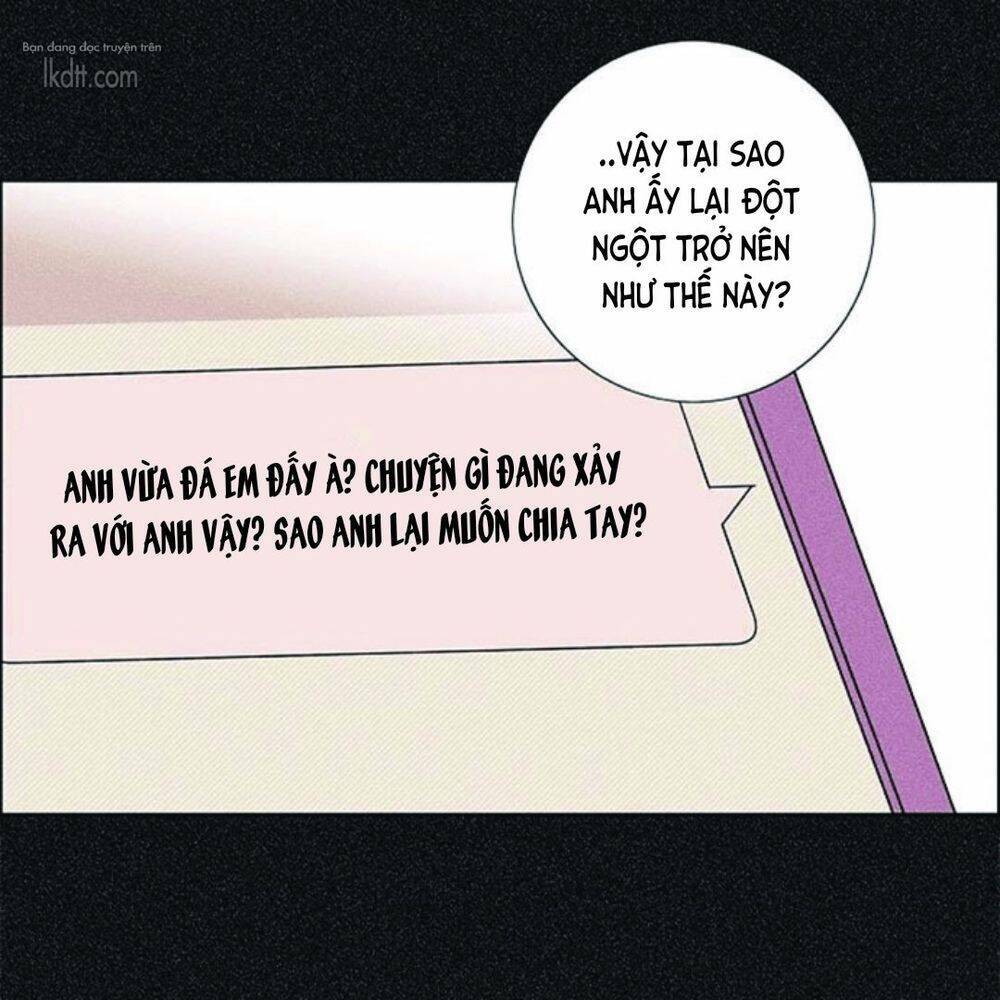 Bạn đang đọc truyện trên
lkdtt.com
..VẬY TẠI SAO
ANH ẤY LẠI ĐỘT
NGỘT TRỞ NÊN
NHƯ THẾ NÀY?
ANH VỪA ĐÁ EM ĐẤY À? CHUYỆN GÌ ĐANG XẢY
RA VỚI ANH VẬY? SAO ANH LẠI MUỐN CHIA TAY?